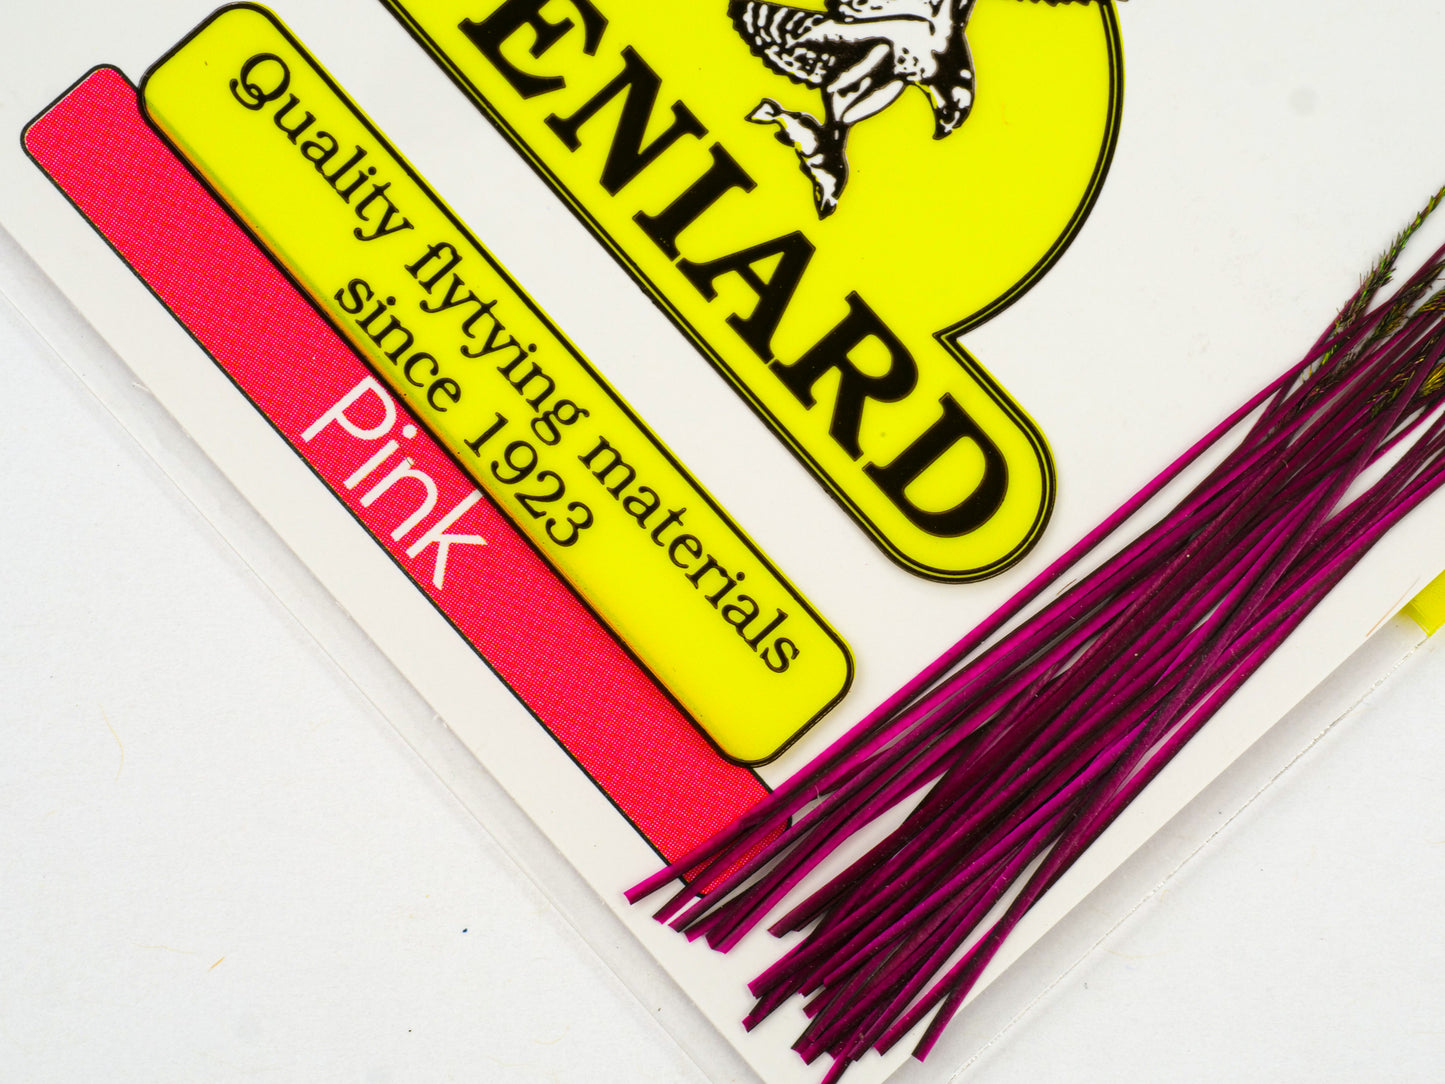 ENIARD
Quality flytying materials
since 1923
Pink